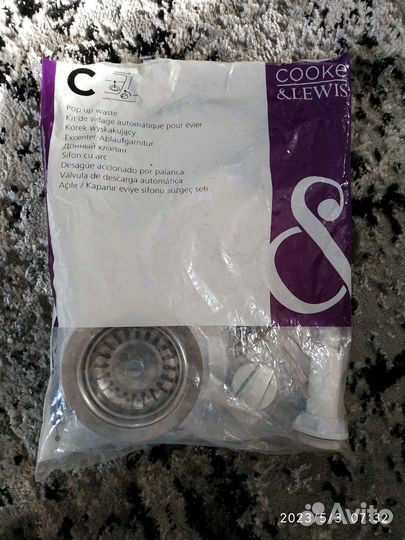 C
COOKE
&LEWIS
Pop up waste
Kit de vidage automatique pour évier
Korek wyskakujący
Excenter Ablaufgarnitur
Донный клапан
Sifon cu arc
Desagüe accionado por palanca
Válvula de descarga automática
Açılır / Kapanır eviye sifonu süzgeç seti
&
2023/5/3 07:32
Avito